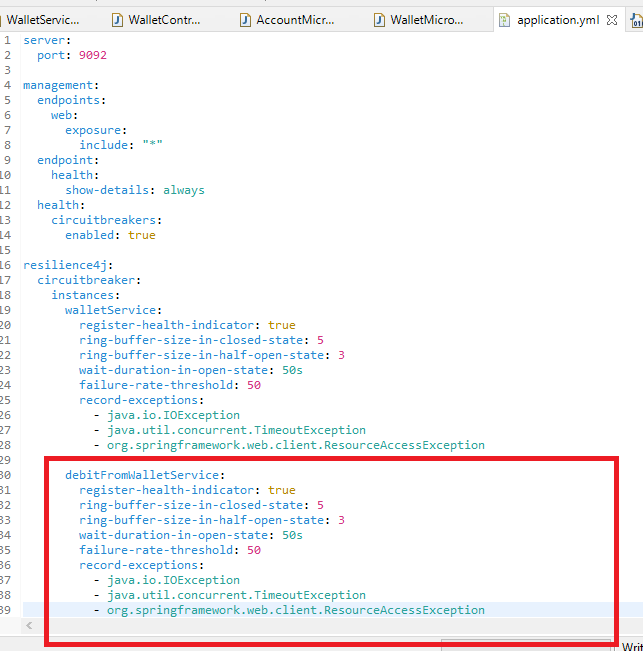 WalletServic...
WalletContr...
AccountMicr...
WalletMicro...
application.yml
1 server:
2 port: 9092
3
4 management:
5 endpoints:
6 web:
7 exposure:
8 include: "*"
9 endpoint:
10 health:
11 show-details: always
12 health:
13 circuitbreakers:
14 enabled: true
15
16 resilience4j:
17 circuitbreaker:
18 instances:
19 walletService:
20 register-health-indicator: true
21 ring-buffer-size-in-closed-state: 5
22 ring-buffer-size-in-half-open-state: 3
23 wait-duration-in-open-state: 50s
24 failure-rate-threshold: 50
25 record-exceptions:
26 - java.io.IOException
27 - java.util.concurrent.TimeoutException
28 - org.springframework.web.client.ResourceAccessException
29
30 debitFromWalletService:
31 register-health-indicator: true
32 ring-buffer-size-in-closed-state: 5
33 ring-buffer-size-in-half-open-state: 3
34 wait-duration-in-open-state: 50s
35 failure-rate-threshold: 50
36 record-exceptions:
37 - java.io.IOException
38 - java.util.concurrent.TimeoutException
39 - org.springframework.web.client.ResourceAccessException
Writ